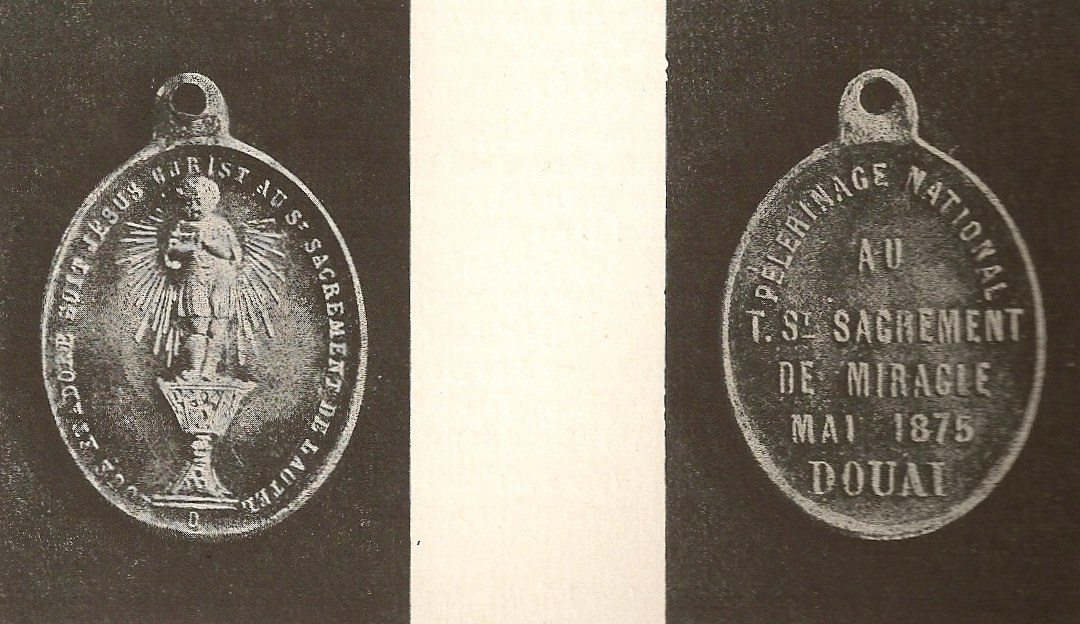 LOUÉ ET ADORÉ SOIT JÉSUS CHRIST AU St SACREMENT DE L'AUTEL
D
PÉLERINAGE NATIONAL
AU
T. St SACREMENT
DE MIRACLE
MAI 1875
DOUAI